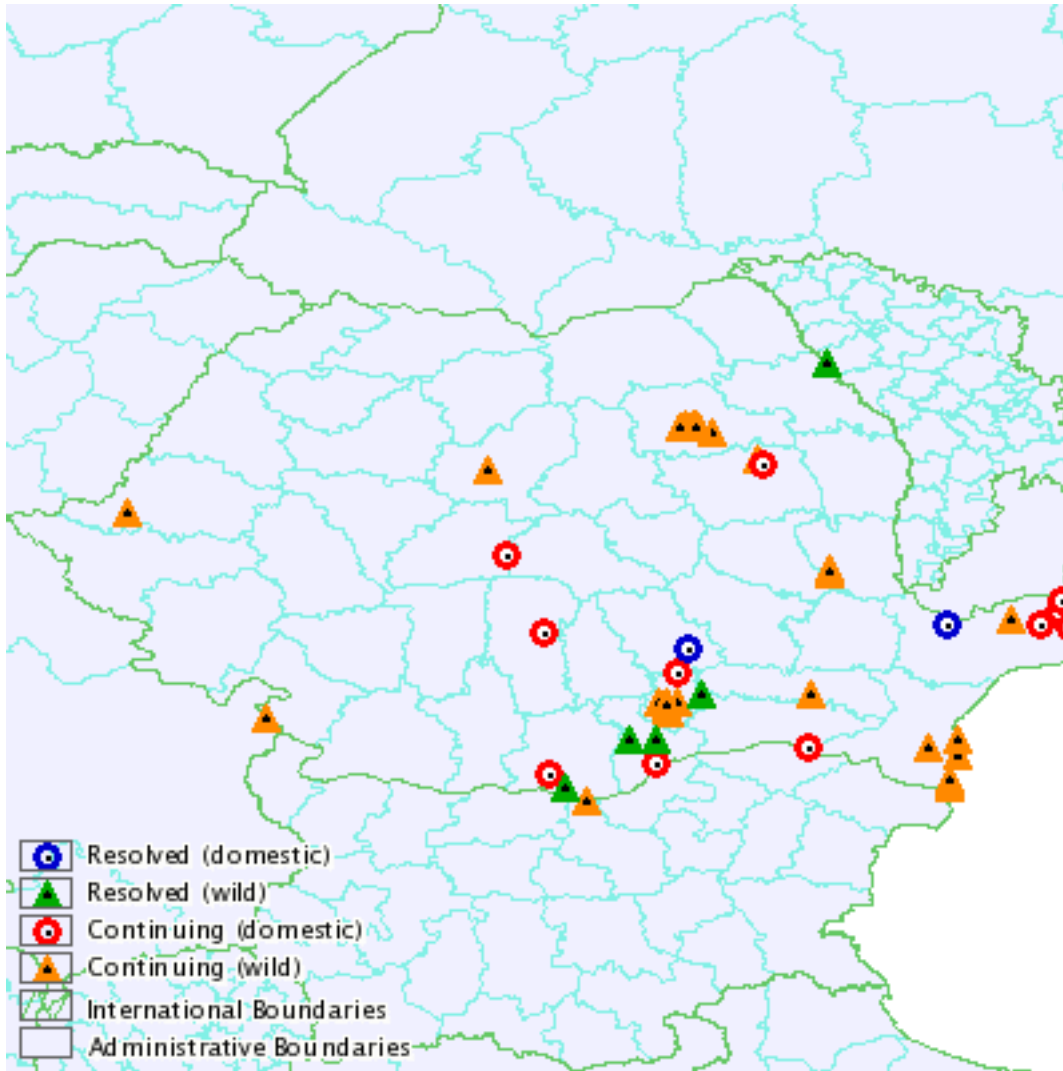 Resolved (domestic)
Resolved (wild)
Continuing (domestic)
Continuing (wild)
International Boundaries
Administrative Boundaries